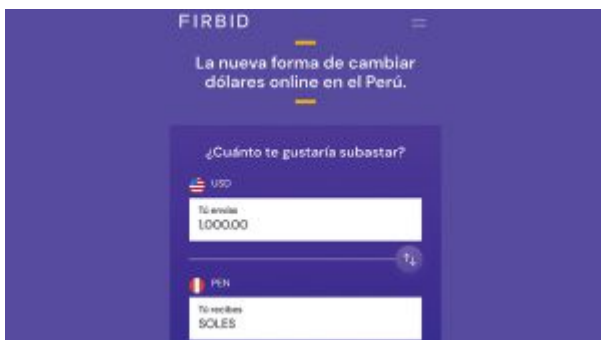 FIRBID
La nueva forma de cambiar
dólares online en el Perú.
¿Cuánto te gustaría subastar?
USD
Tú envías
1,000.00
PEN
Tú recibes
SOLES